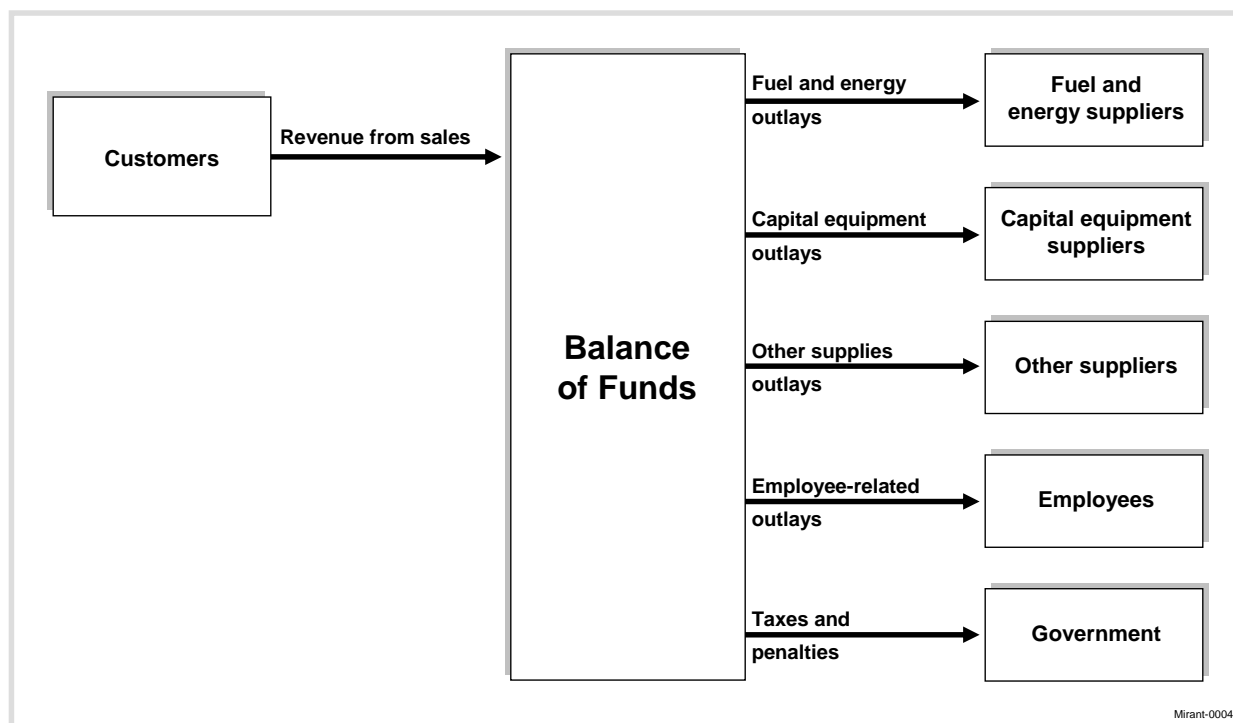 Customers
Revenue from sales
Balance
of Funds
Fuel and energy
outlays
Fuel and
energy suppliers
Capital equipment
outlays
Capital equipment
suppliers
Other supplies
outlays
Other suppliers
Employee-related
outlays
Employees
Taxes and
penalties
Government
Mirant-0004